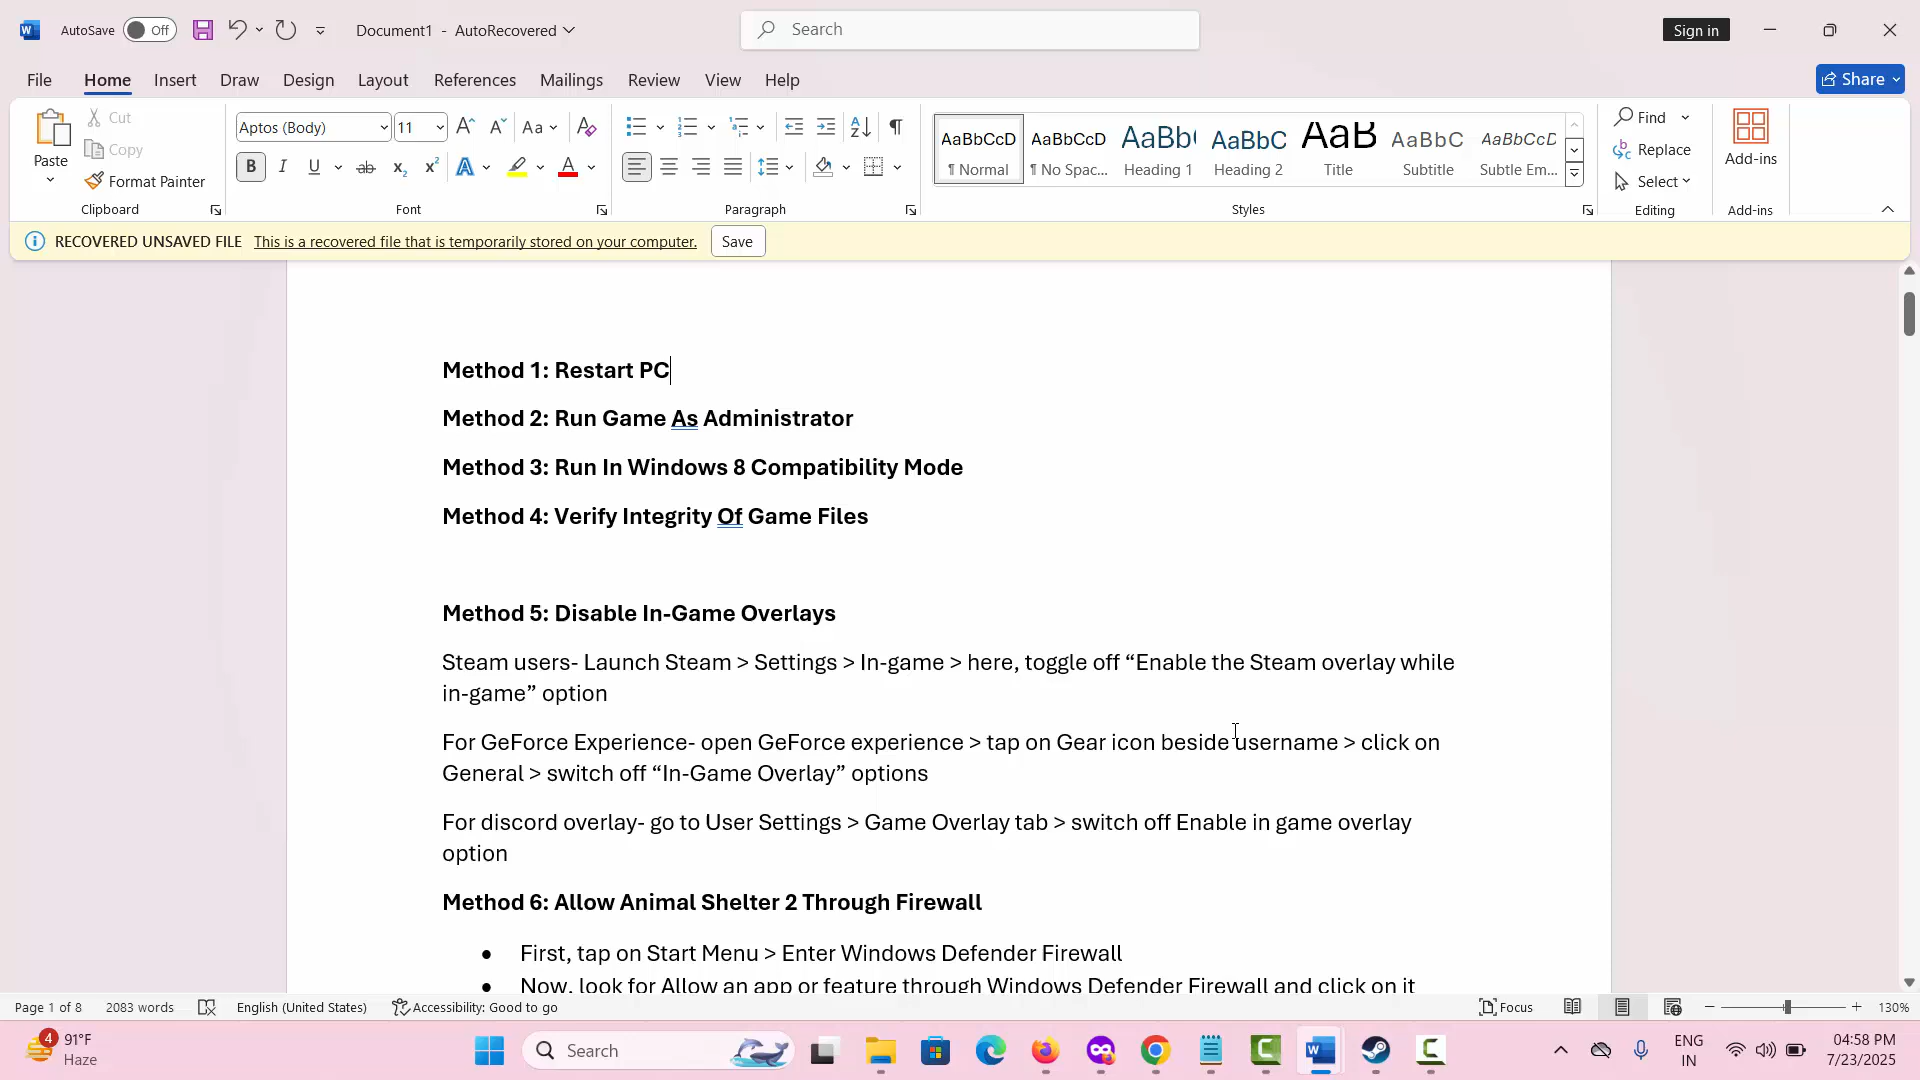 AutoSave Off Document1 - AutoRecovered Search Sign in
File Home Insert Draw Design Layout References Mailings Review View Help Share
Paste Cut Copy Format Painter Clipboard
Aptos (Body) 11 Aa
B I U ab x₂ x² A A
Font
Paragraph
AaBbCcD AaBbCcD AaBb( AaBbC AaB AaBbC AaBbCcD
¶ Normal ¶ No Spac... Heading 1 Heading 2 Title Subtitle Subtle Em...
Styles
Find
Replace
Select
Editing
Add-ins
Add-ins
RECOVERED UNSAVED FILE This is a recovered file that is temporarily stored on your computer. Save
Method 1: Restart PC
Method 2: Run Game As Administrator
Method 3: Run In Windows 8 Compatibility Mode
Method 4: Verify Integrity Of Game Files
Method 5: Disable In-Game Overlays
Steam users- Launch Steam > Settings > In-game > here, toggle off “Enable the Steam overlay while
in-game” option
For GeForce Experience- open GeForce experience > tap on Gear icon beside username > click on
General > switch off “In-Game Overlay” options
For discord overlay- go to User Settings > Game Overlay tab > switch off Enable in game overlay
option
Method 6: Allow Animal Shelter 2 Through Firewall
• First, tap on Start Menu > Enter Windows Defender Firewall
• Now, look for Allow an app or feature through Windows Defender Firewall and click on it
Page 1 of 8 2083 words English (United States) Accessibility: Good to go Focus 130%
4 91°F
Haze
Search
ENG
IN
04:58 PM
7/23/2025